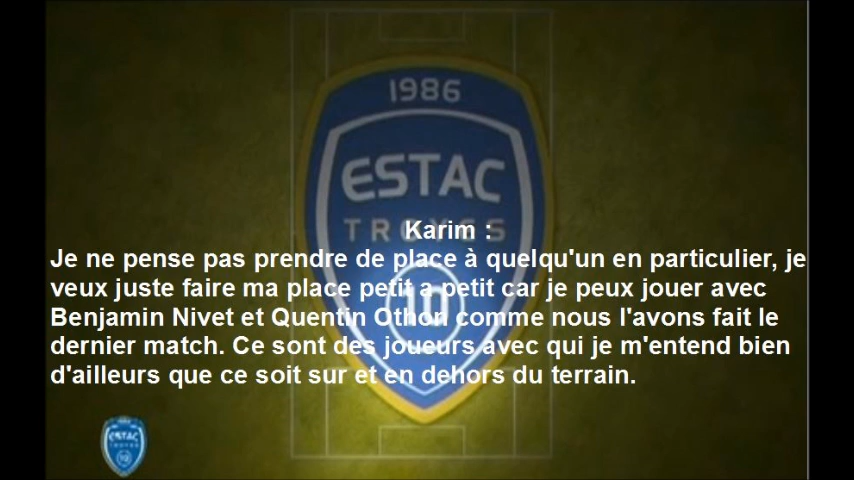 1986
ESTAC
TROYES
Karim :
Je ne pense pas prendre de place à quelqu'un en particulier, je
veux juste faire ma place petit a petit car je peux jouer avec
Benjamin Nivet et Quentin Othon comme nous l'avons fait le
dernier match. Ce sont des joueurs avec qui je m'entend bien
d'ailleurs que ce soit sur et en dehors du terrain.
ESTAC
TROYES